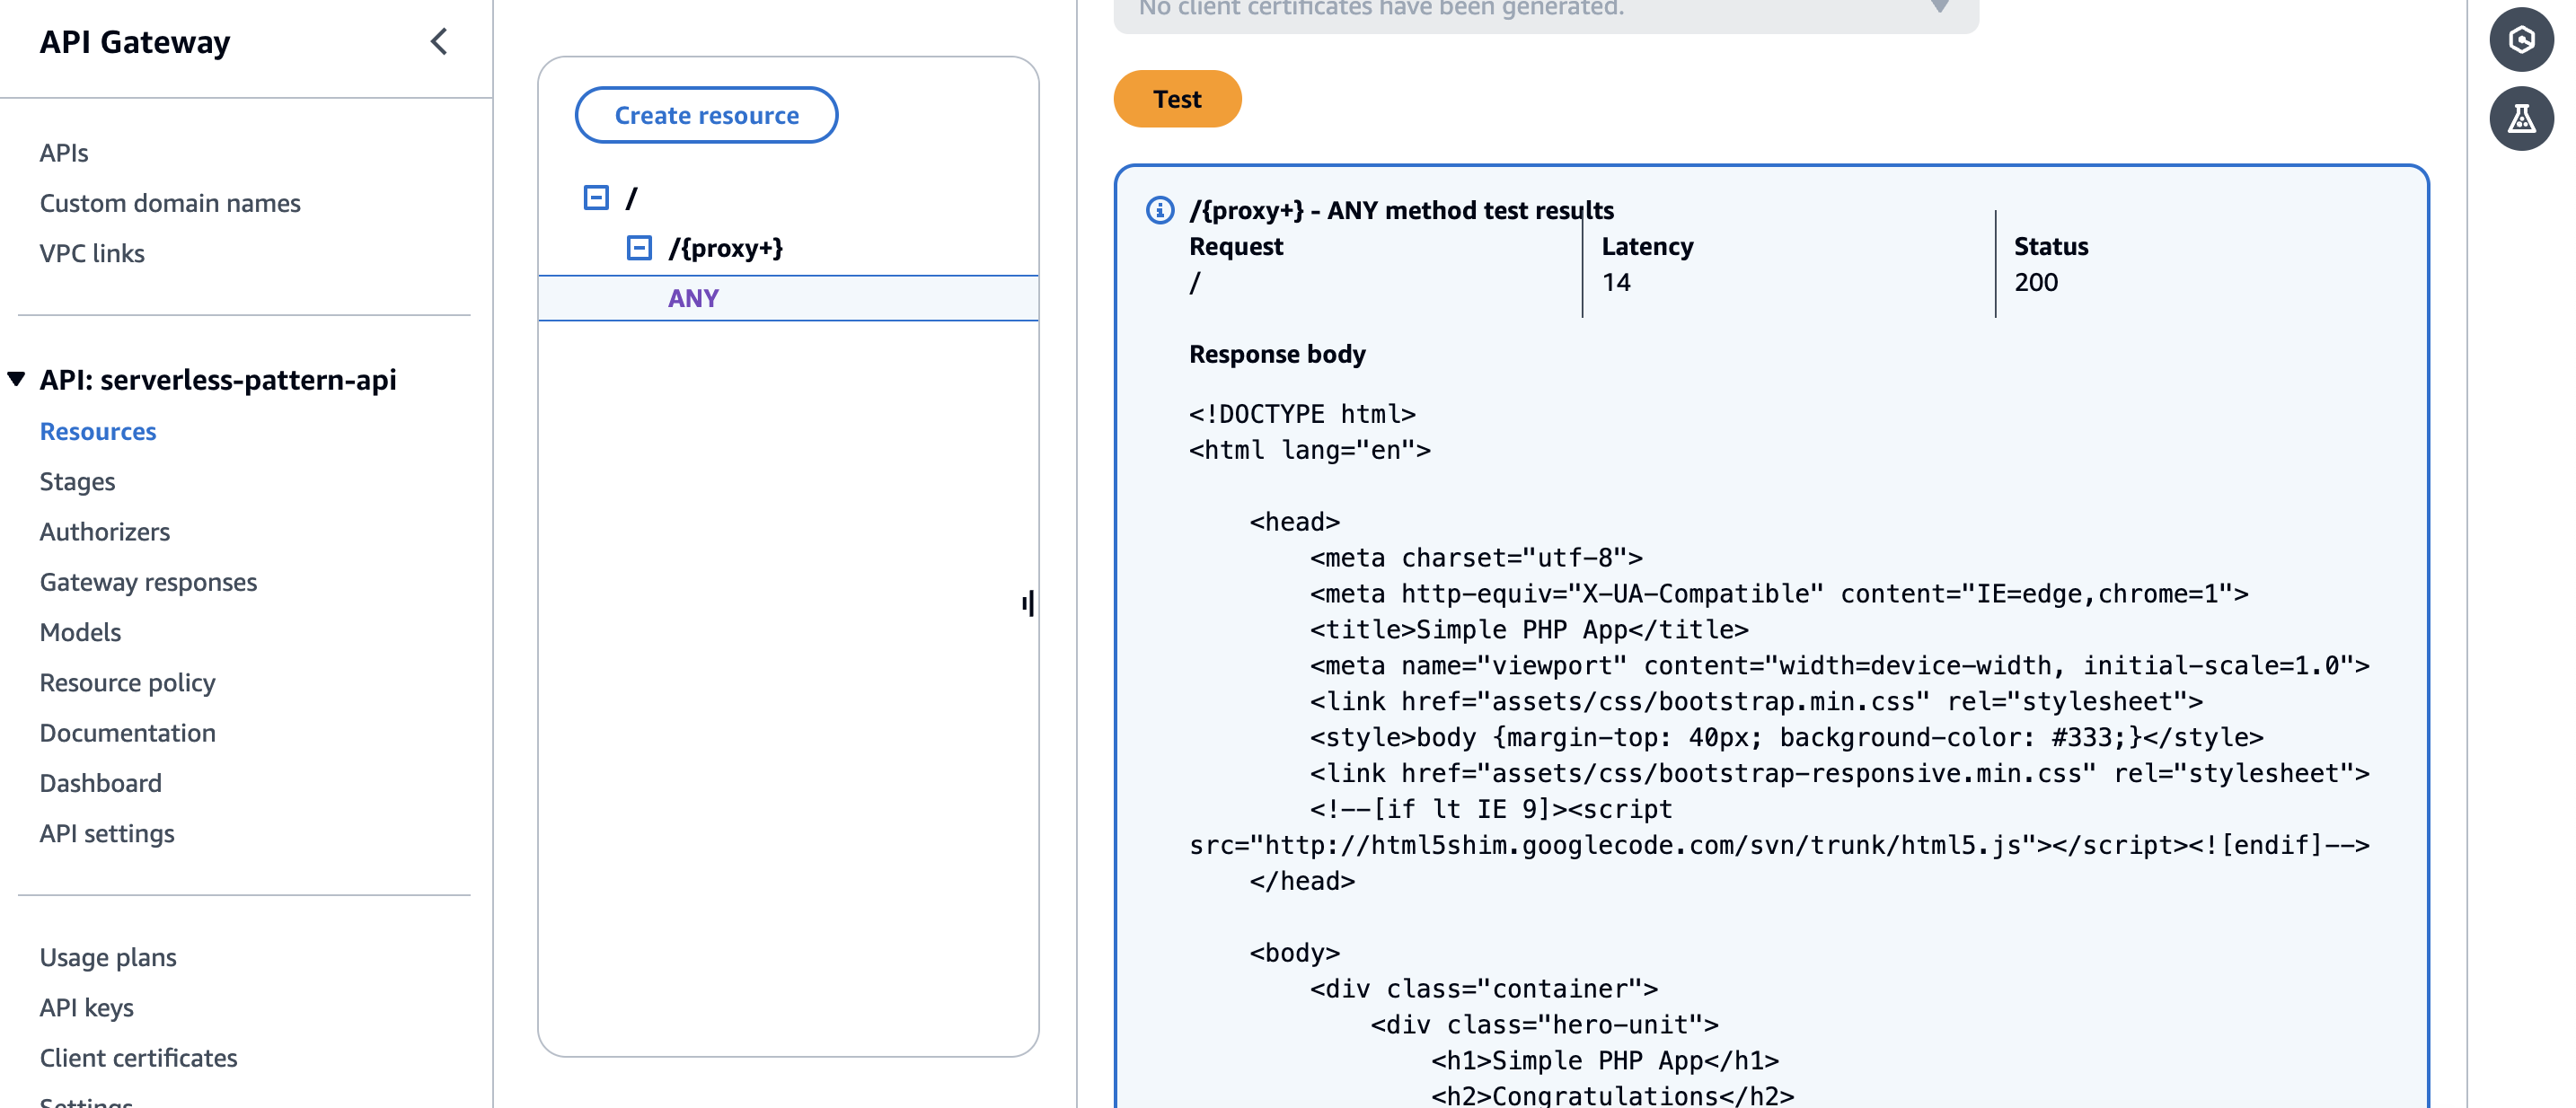 API Gateway
APIs
Custom domain names
VPC links
API: serverless-pattern-api
Resources
Stages
Authorizers
Gateway responses
Models
Resource policy
Documentation
Dashboard
API settings
Usage plans
API keys
Client certificates
Settings
Create resource
/
/{proxy+}
ANY
No client certificates have been generated.
Test
/{proxy+} - ANY method test results
Request
/
Latency
14
Status
200
Response body
<!DOCTYPE html>
<html lang="en">
<head>
<meta charset="utf-8">
<meta http-equiv="X-UA-Compatible" content="IE=edge,chrome=1">
<title>Simple PHP App</title>
<meta name="viewport" content="width=device-width, initial-scale=1.0">
<link href="assets/css/bootstrap.min.css" rel="stylesheet">
<style>body {margin-top: 40px; background-color: #333;}</style>
<link href="assets/css/bootstrap-responsive.min.css" rel="stylesheet">
<!--[if lt IE 9]><script
src="http://html5shim.googlecode.com/svn/trunk/html5.js"></script><![endif]-->
</head>
<body>
<div class="container">
<div class="hero-unit">
<h1>Simple PHP App</h1>
<h2>Congratulations</h2>